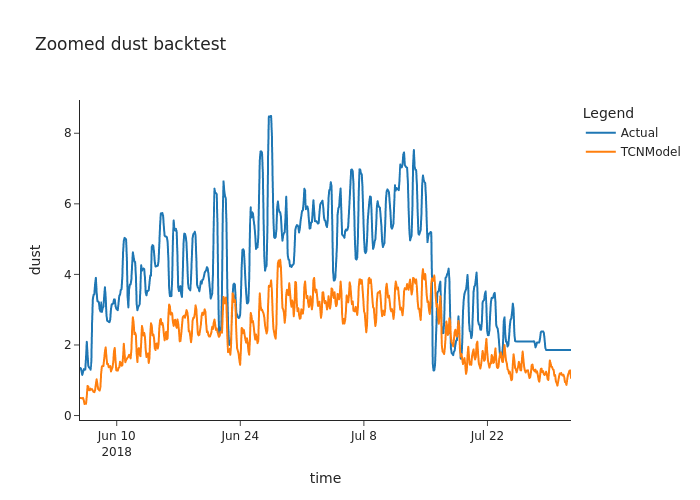 Zoomed dust backtest
Legend
Actual
TCNModel
dust
8
6
4
2
0
Jun 10
2018
Jun 24
Jul 8
Jul 22
time